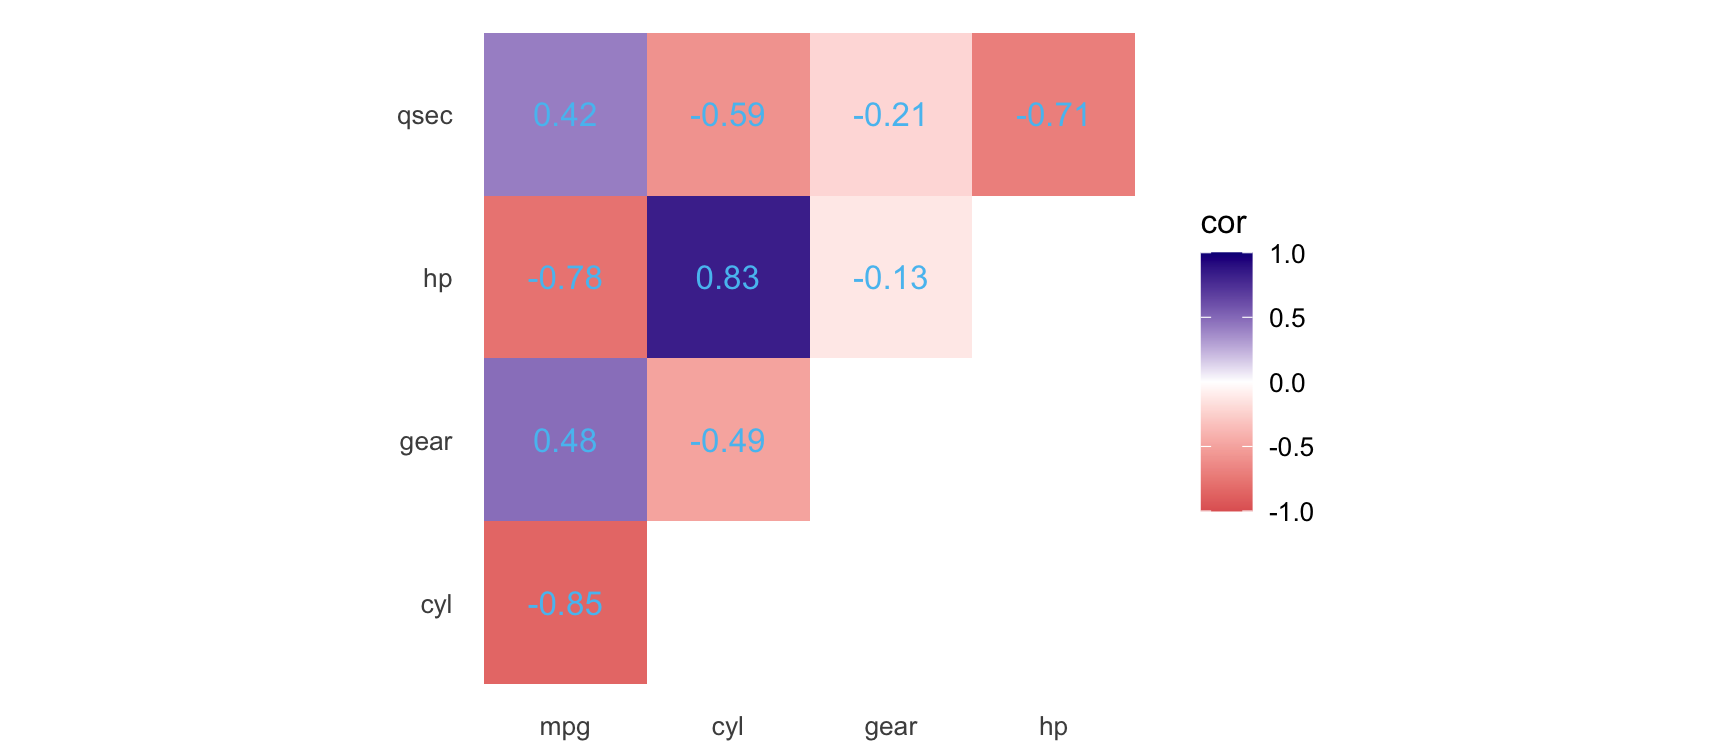 qsec 0.42 -0.59 -0.21 -0.71
hp -0.78 0.83 -0.13
gear 0.48 -0.49
cyl -0.85
mpg cyl gear hp
cor
1.0
0.5
0.0
-0.5
-1.0